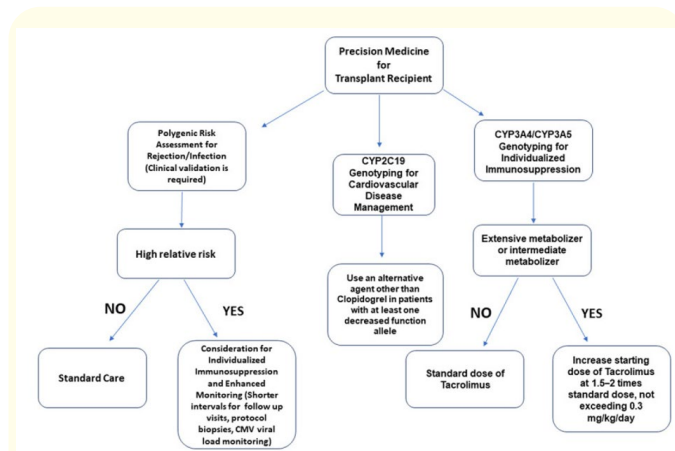 Precision Medicine
for
Transplant Recipient
Polygenic Risk
Assessment for
Rejection/Infection
(Clinical validation is
required)
High relative risk
NO
YES
Standard Care
Consideration for
Individualized
Immunosuppression
and Enhanced
Monitoring (Shorter
intervals for follow up
visits, protocol
biopsies, CMV viral
load monitoring)
CYP2C19
Genotyping for
Cardiovascular
Disease
Management
Use an alternative
agent other than
Clopidogrel in patients
with at least one
decreased function
allele
CYP3A4/CYP3A5
Genotyping for
Individualized
Immunosuppression
Extensive metabolizer
or intermediate
metabolizer
NO
YES
Standard dose of
Tacrolimus
Increase starting
dose of Tacrolimus
at 1.5–2 times
standard dose, not
exceeding 0.3
mg/kg/day